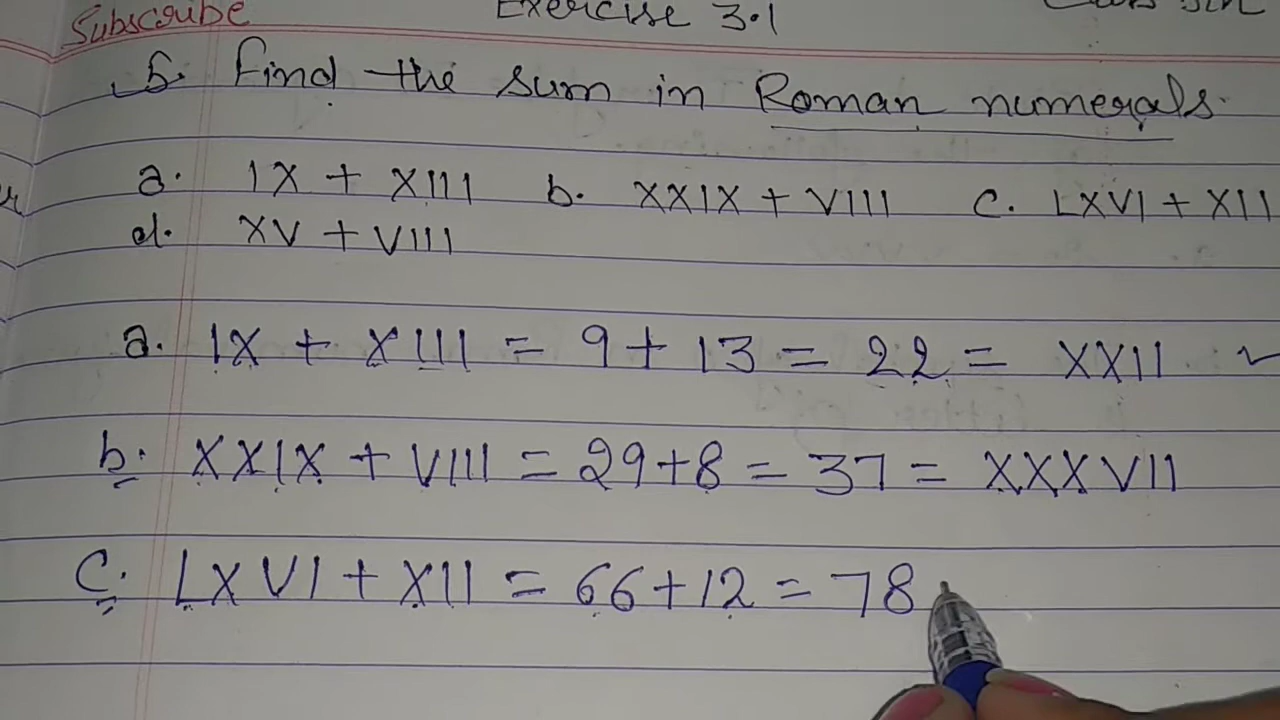 Subscribe Exercise 3.1
5. Find the sum in Roman numerals.
a. IX + XIII b. XXIX + VIII c. LXVI + XII
d. XV + VIII
a. IX + XIII = 9 + 13 = 22 = XXII ✓
b. XXIX + VIII = 29 + 8 = 37 = XXXVII
C. LXVI + XII = 66 + 12 = 78